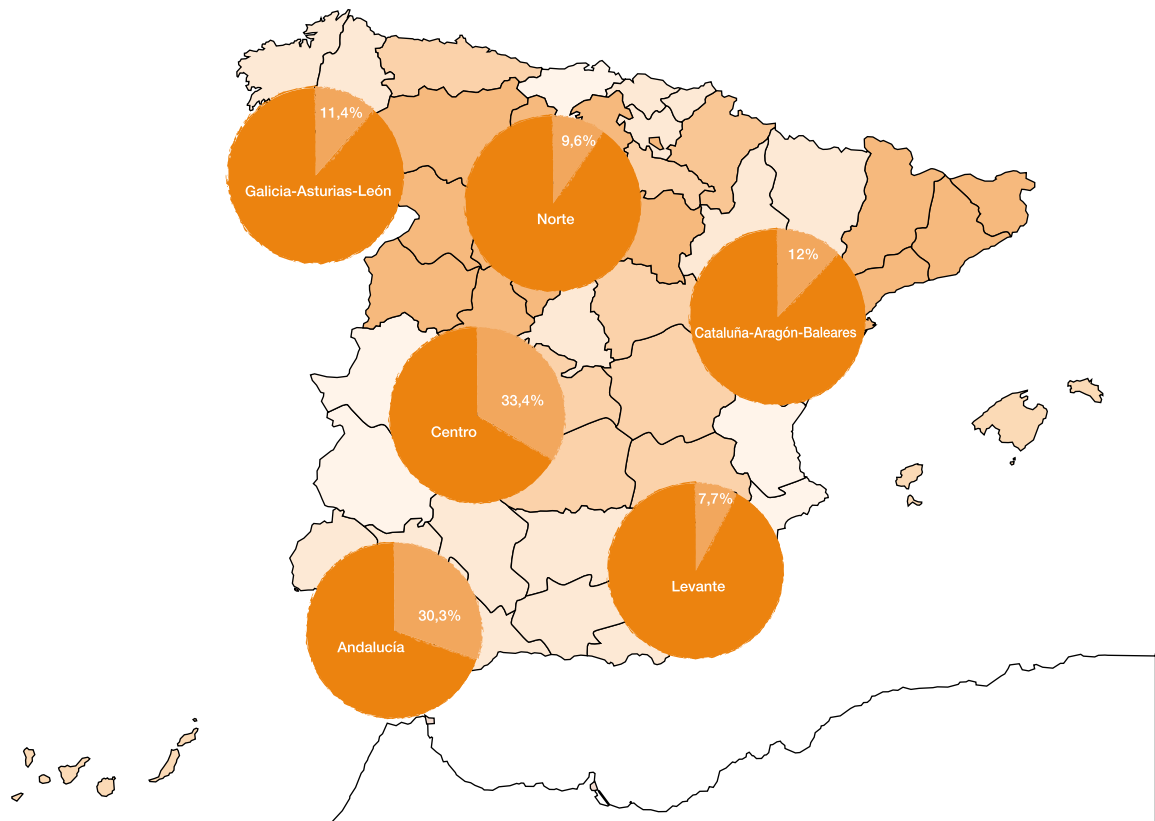 11,4%
Galicia-Asturias-León
9,6%
Norte
12%
Cataluña-Aragón-Baleares
33,4%
Centro
7,7%
Levante
30,3%
Andalucía